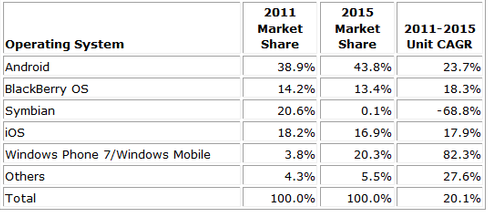 Operating System 2011 Market Share 2015 Market Share 2011-2015 Unit CAGR
Android 38.9% 43.8% 23.7%
BlackBerry OS 14.2% 13.4% 18.3%
Symbian 20.6% 0.1% -68.8%
iOS 18.2% 16.9% 17.9%
Windows Phone 7/Windows Mobile 3.8% 20.3% 82.3%
Others 4.3% 5.5% 27.6%
Total 100.0% 100.0% 20.1%